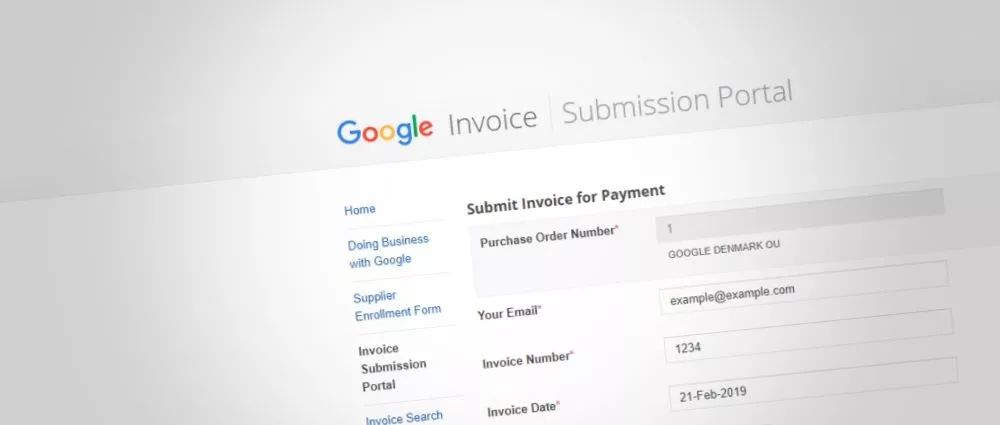 Google Invoice Submission Portal
Home
Doing Business
with Google
Supplier
Enrollment Form
Invoice
Submission
Portal
Invoice Search
Submit Invoice for Payment
Purchase Order Number*
1
GOOGLE DENMARK OU
Your Email*
example@example.com
Invoice Number*
1234
Invoice Date*
21-Feb-2019